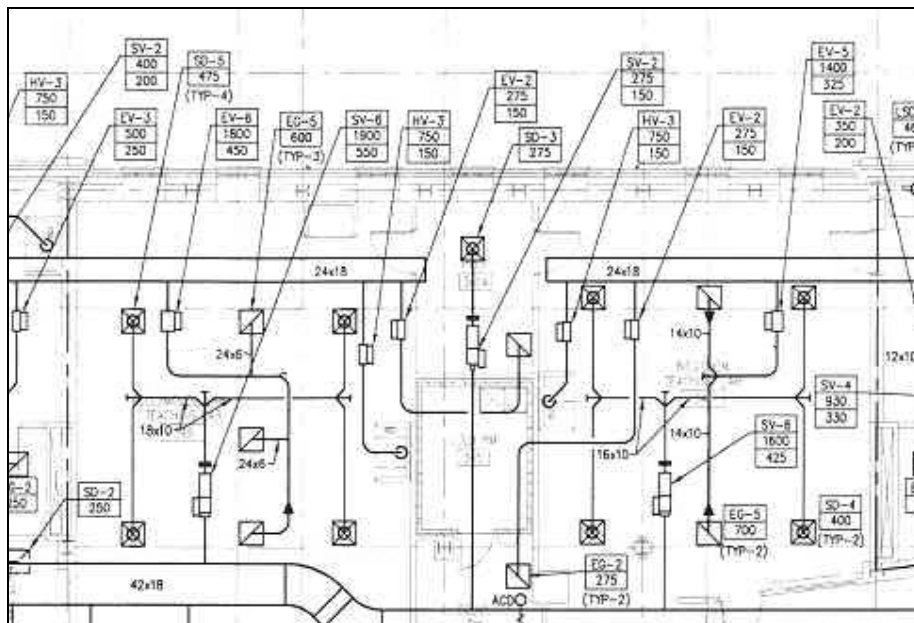 SV-2
400
200
SD-5
475
(TYP-4)
HV-3
750
150
EV-3
500
250
EV-6
1800
450
EG-5
600
(TYP-3)
SV-6
1900
550
HV-3
750
150
EV-2
275
150
SD-3
275
SV-2
275
150
HV-3
750
150
EV-2
275
150
EV-5
1400
325
EV-2
350
200
24x18
24x18
24x6
14x10
12x10
18x10
24x6
16x10
14x10
SV-4
930
330
1600
425
SD-2
250
EG-5
700
(TYP-2)
SD-4
400
(TYP-2)
42x18
EG-2
275
(TYP-2)
ACD